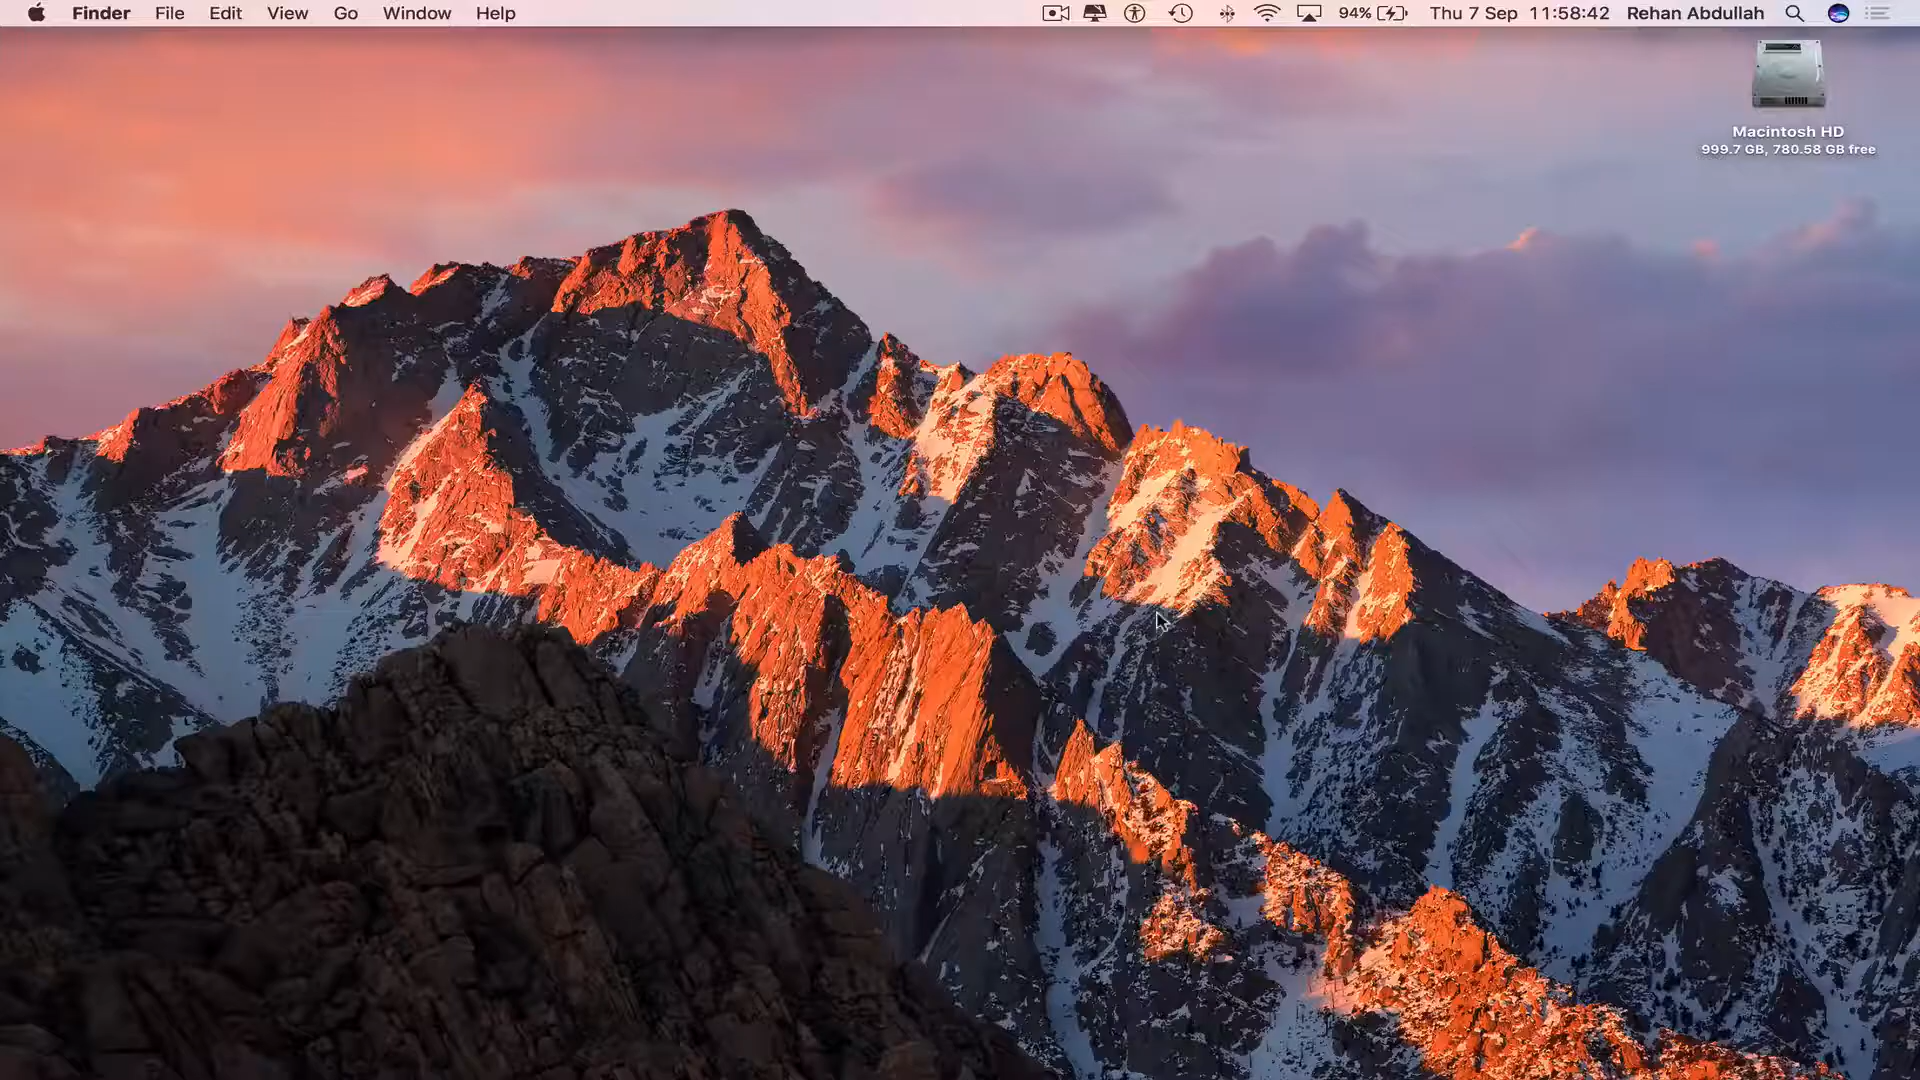 Finder File Edit View Go Window Help 94% Thu 7 Sep 11:58:42 Rehan Abdullah
Macintosh HD
999.7 GB, 780.58 GB free